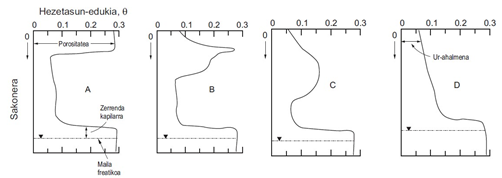 Hezetasun-edukia, θ
0 0.1 0.2 0.3
0 0.1 0.2 0.3
0 0.1 0.2 0.3
0 0.1 0.2 0.3
0
0
0
0
Porositatea
Ur-ahalmena
Sakonera
A
B
C
D
Zerrenda
kapilarra
Maila
freatikoa